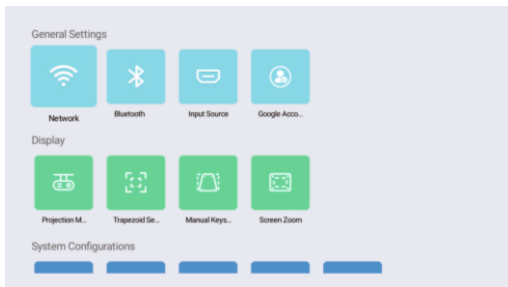 General Settings
Network
Bluetooth
Input Source
Google Acco...
Display
Projection M...
Trapezoid Se...
Manual Keys...
Screen Zoom
System Configurations